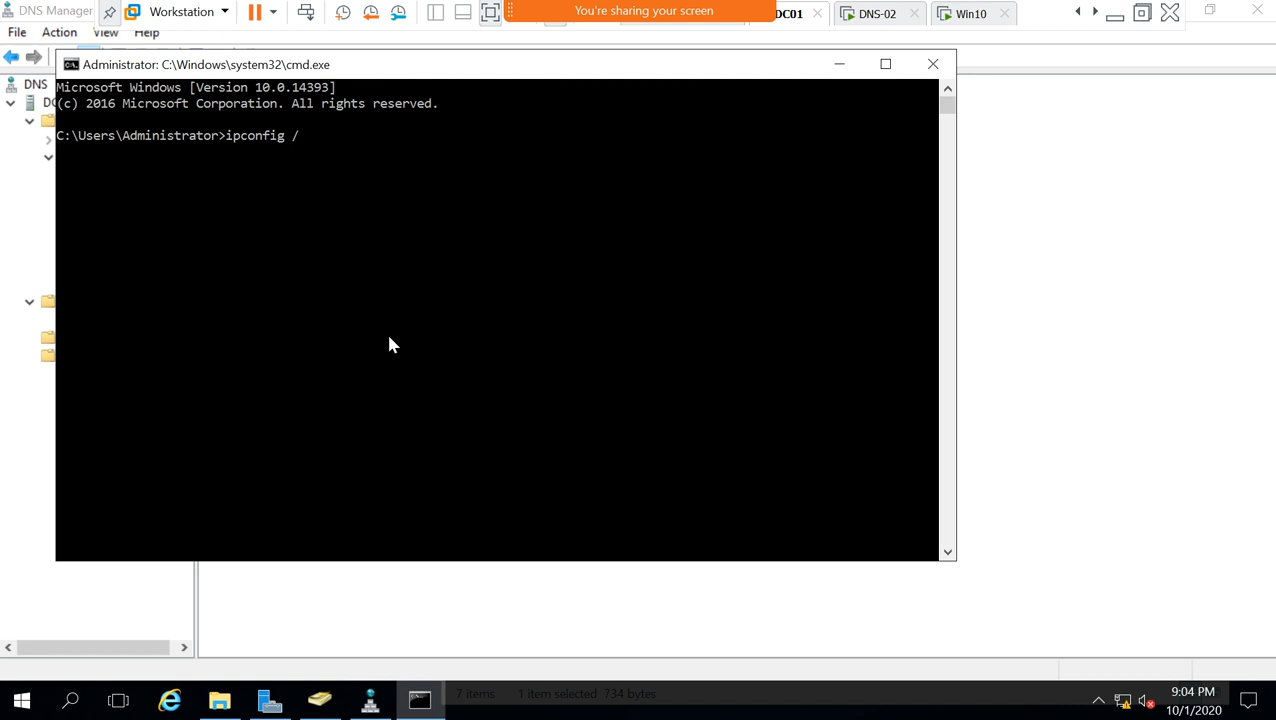 DNS Manager
Workstation
You're sharing your screen
DC01
DNS-02
Win10
File Action View Help
DNS
Administrator: C:\Windows\system32\cmd.exe
Microsoft Windows [Version 10.0.14393]
(c) 2016 Microsoft Corporation. All rights reserved.
C:\Users\Administrator>ipconfig /
7 items 1 item selected 734 bytes
9:04 PM
10/1/2020